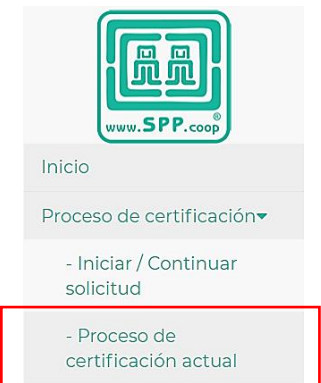 www.SPP.coop®
Inicio
Proceso de certificación▾
- Iniciar / Continuar
solicitud
- Proceso de
certificación actual